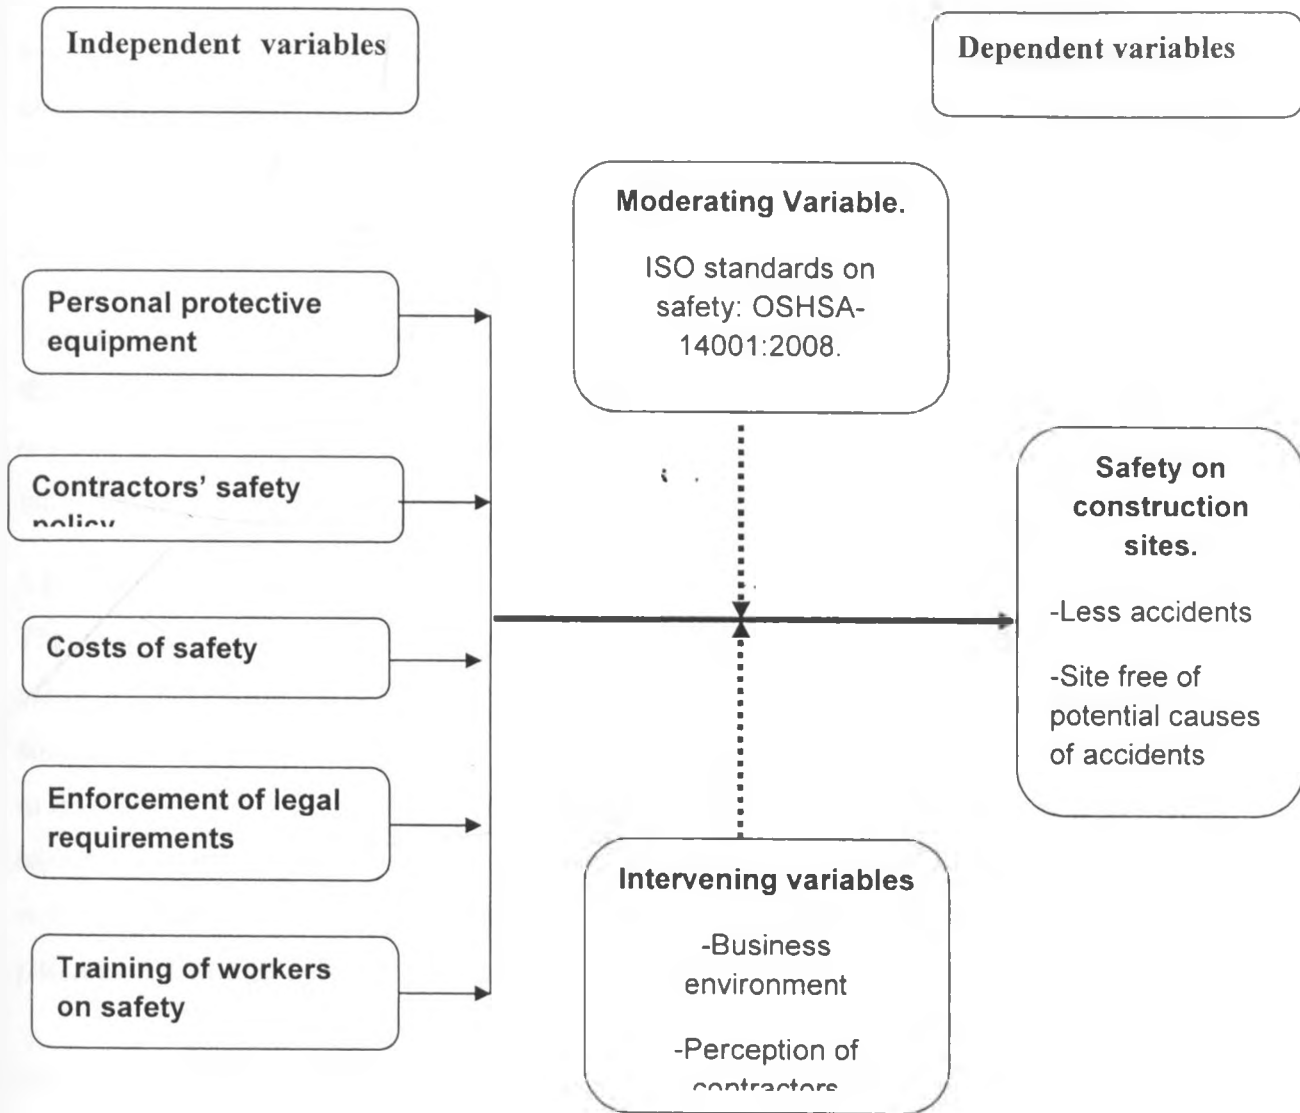 Independent variables
Dependent variables
Moderating Variable.
ISO standards on
safety: OSHSA-
14001:2008.
Personal protective
equipment
Contractors' safety
policy
Costs of safety
Enforcement of legal
requirements
Training of workers
on safety
Safety on
construction
sites.
-Less accidents
-Site free of
potential causes
of accidents
Intervening variables
-Business
environment
-Perception of
contractors